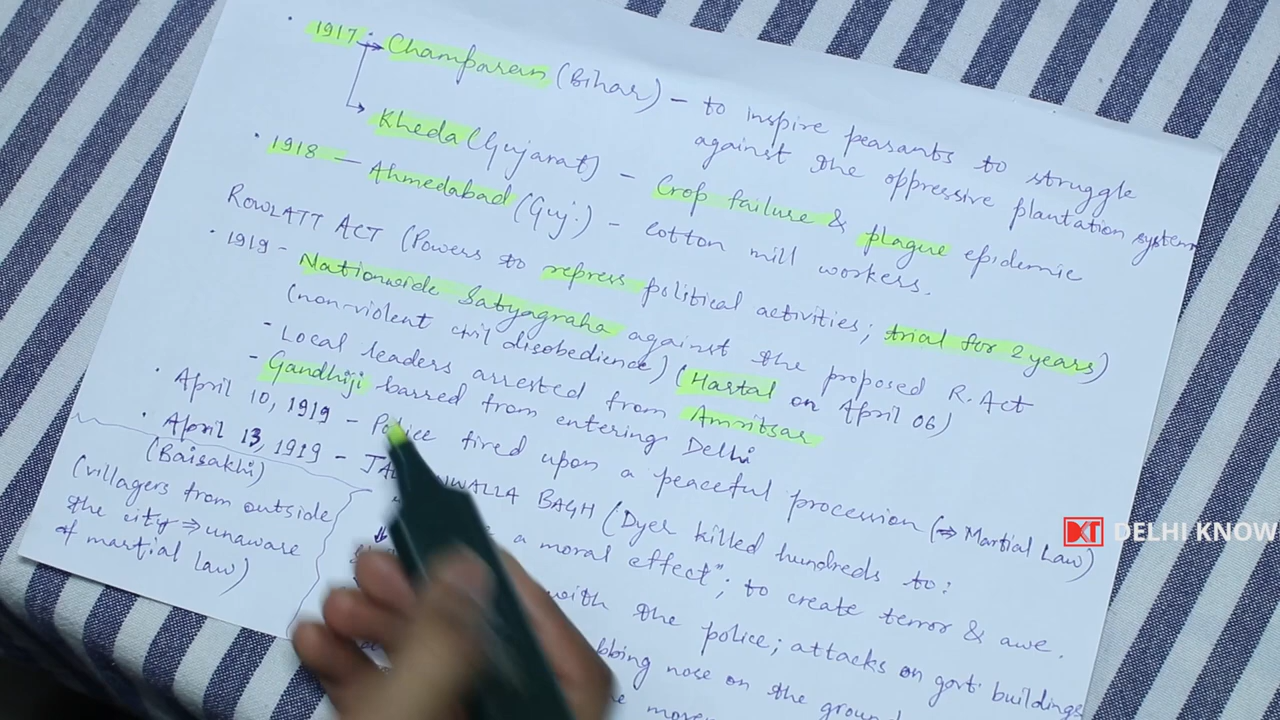 1917 → Champaran (Bihar) - to inspire peasants to struggle
against the oppressive plantation system
→ Kheda (Gujarat) - Crop failure & plague epidemic
1918 - Ahmedabad (Guj.) - cotton mill workers.
ROWLATT ACT (Powers to repress political activities; trial for 2 years)
1919 - Nationwide Satyagraha against the proposed R. Act
(non-violent civil disobedience) (Hartal on April 06)
- Local leaders arrested from Amritsar
- Gandhiji barred from entering Delhi
April 10, 1919 - Police fired upon a peaceful procession (⇒ Martial Law)
April 13, 1919 - WALLA BAGH (Dyer killed hundreds to:
(Baisakhi)
a moral effect"; to create terror & awe.
(villagers from outside
the city ⇒ unaware
of martial law)
with the police; attacks on govt. buildings
nose on the ground
DELHI KNOW